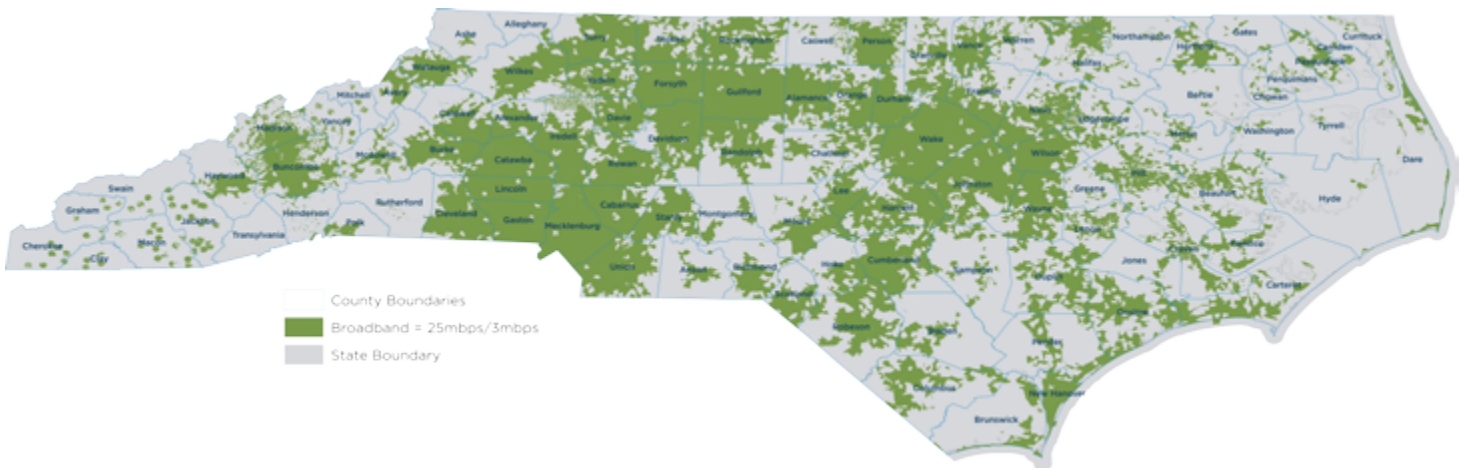 Alleghany
Ashe
Surry
Stokes
Rockingham
Caswell
Person
Granville
Vance
Warren
Northampton
Gates
Currituck
Camden
Pasquotank
Hertford
Halifax
Perquimans
Chowan
Bertie
Watauga
Wilkes
Yadkin
Forsyth
Guilford
Alamance
Orange
Durham
Franklin
Nash
Edgecombe
Mitchell
Avery
Caldwell
Alexander
Iredell
Davie
Davidson
Randolph
Chatham
Wake
Wilson
Martin
Washington
Tyrrell
Dare
Madison
Yancey
Buncombe
McDowell
Burke
Catawba
Rowan
Johnston
Pitt
Beaufort
Hyde
Haywood
Swain
Graham
Jackson
Henderson
Rutherford
Polk
Cleveland
Lincoln
Gaston
Mecklenburg
Cabarrus
Stanly
Montgomery
Moore
Lee
Harnett
Wayne
Greene
Lenoir
Craven
Pamlico
Cherokee
Clay
Macon
Transylvania
Union
Anson
Richmond
Hoke
Cumberland
Sampson
Duplin
Jones
Carteret
Scotland
Robeson
Bladen
Pender
Onslow
Columbus
New Hanover
Brunswick
County Boundaries
Broadband = 25mbps/3mbps
State Boundary